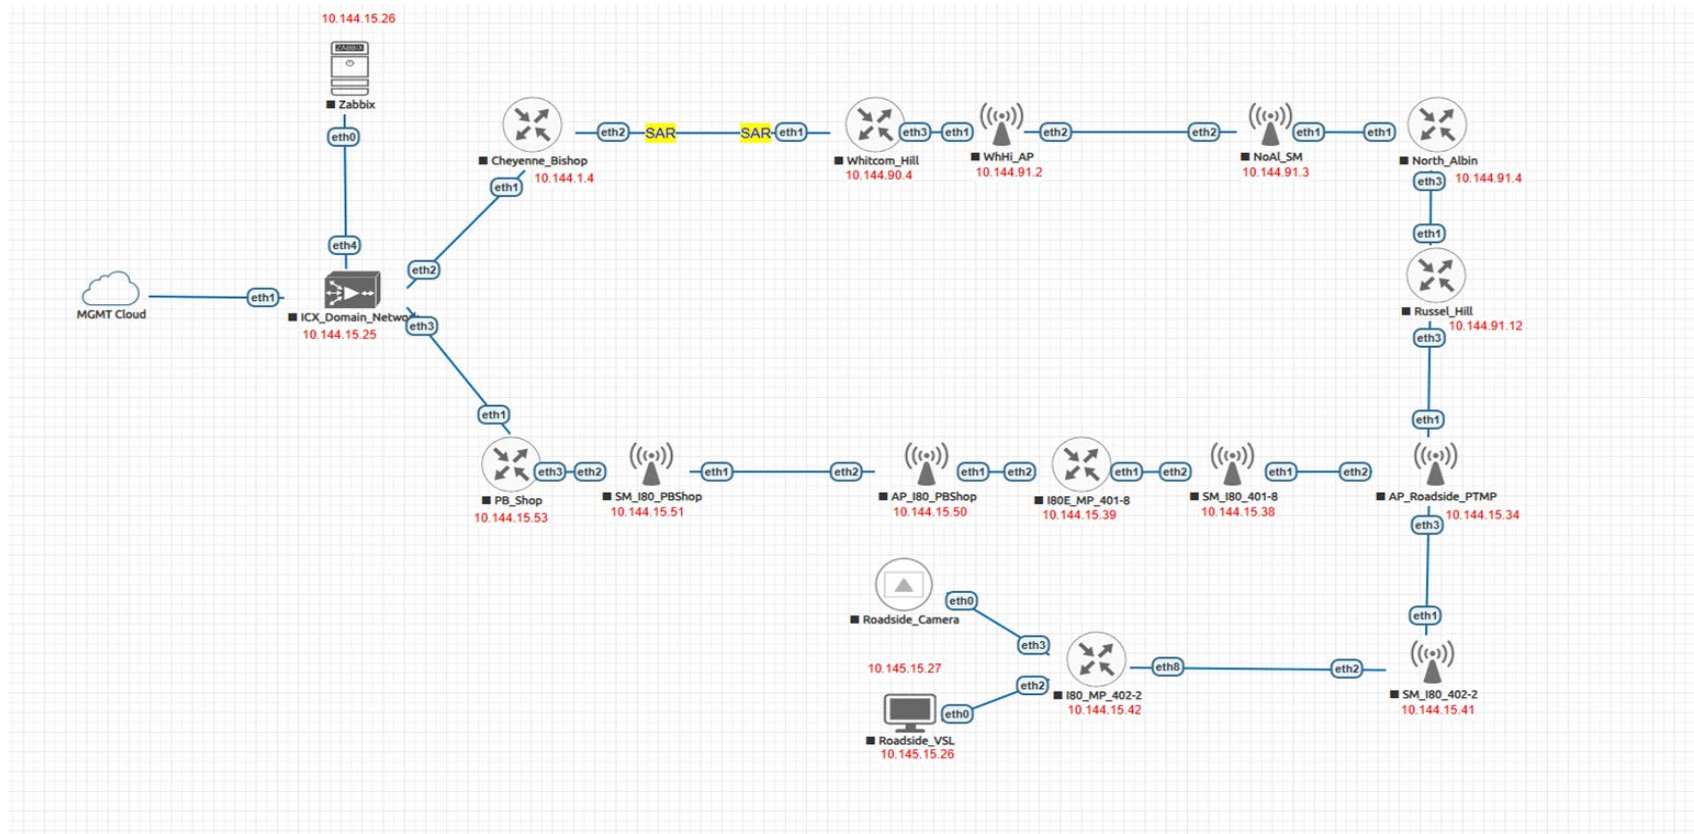 10.144.15.26
ZABBIX
Zabbix
eth0
Cheyenne_Bishop
10.144.1.4
eth2
SAR
SAR
eth1
Whitcom_Hill
10.144.90.4
eth3
eth1
WhHi_AP
10.144.91.2
eth2
eth2
NoAl_SM
10.144.91.3
eth1
eth1
North_Albin
10.144.91.4
eth3
eth1
eth1
eth4
eth2
MGMT Cloud
eth1
ICX_Domain_Netwo
10.144.15.25
eth3
Russel_Hill
10.144.91.12
eth3
eth1
eth1
PB_Shop
10.144.15.53
eth3
eth2
SM_I80_PBShop
10.144.15.51
eth1
eth2
AP_I80_PBShop
10.144.15.50
eth1
eth2
I80E_MP_401-8
10.144.15.39
eth1
eth2
SM_I80_401-8
10.144.15.38
eth1
eth2
AP_Roadside_PTMP
10.144.15.34
eth3
eth1
Roadside_Camera
eth0
eth3
10.145.15.27
eth2
eth0
Roadside_VSL
10.145.15.26
I80_MP_402-2
10.144.15.42
eth8
eth2
SM_I80_402-2
10.144.15.41